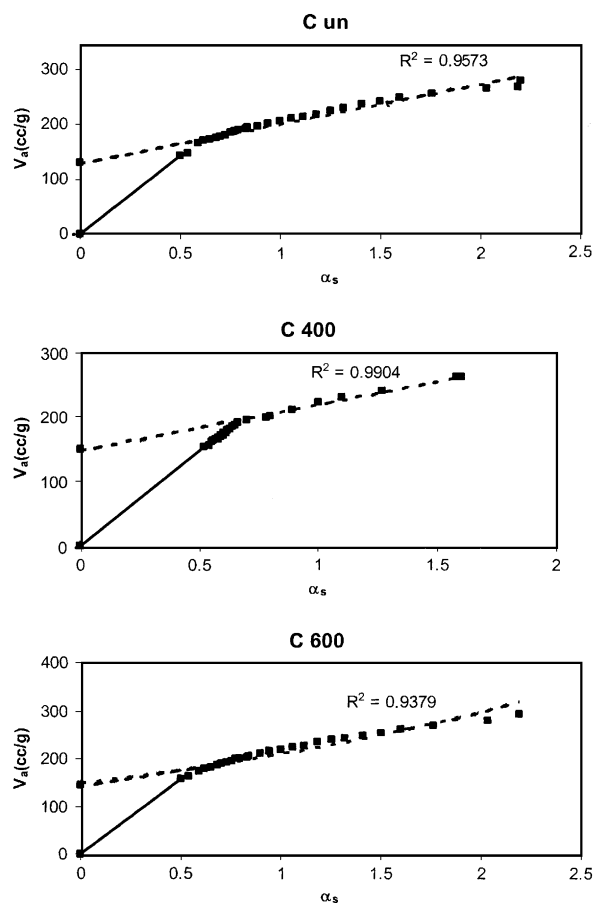 C un
R² = 0.9573
Va(cc/g)
300
200
100
0
0 0.5 1 1.5 2 2.5
αs
C 400
R² = 0.9904
Va(cc/g)
300
200
100
0
0 0.5 1 1.5 2
αs
C 600
R² = 0.9379
Va(cc/g)
400
300
200
100
0
0 0.5 1 1.5 2 2.5
αs